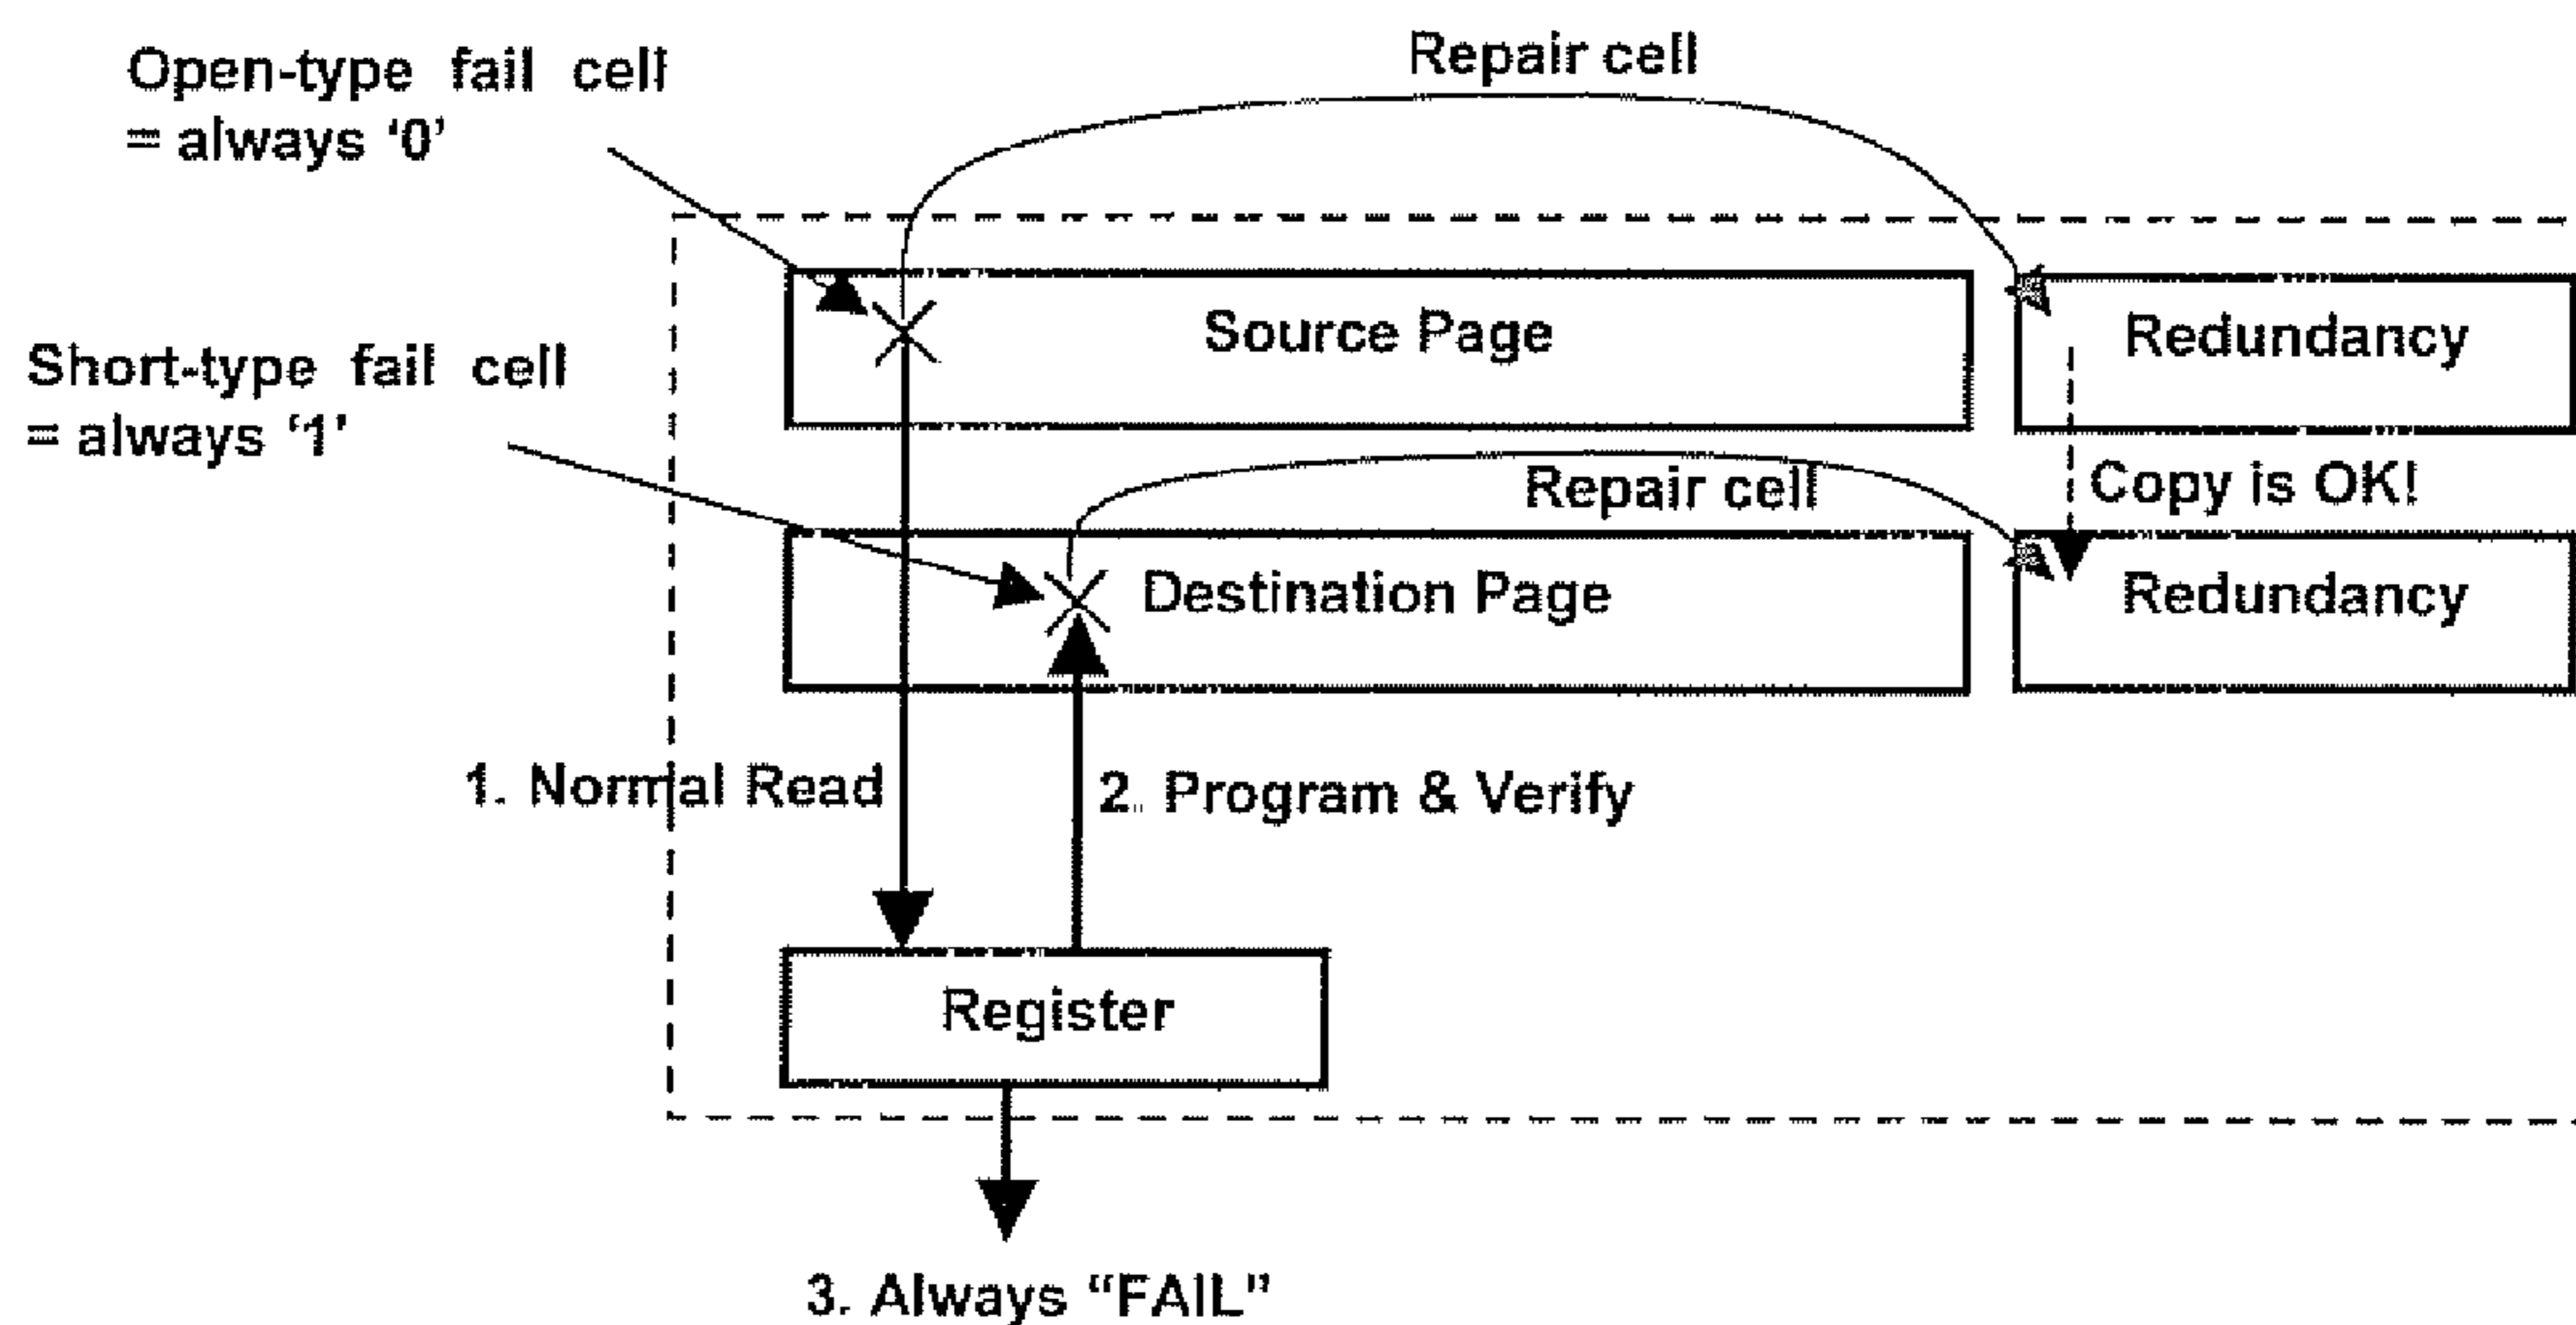 Repair cell
Open-type fail cell
= always ‘0’
Source Page
Redundancy
Short-type fail cell
= always ‘1’
Repair cell
Copy is OK!
Destination Page
Redundancy
1. Normal Read
2. Program & Verify
Register
3. Always “FAIL”